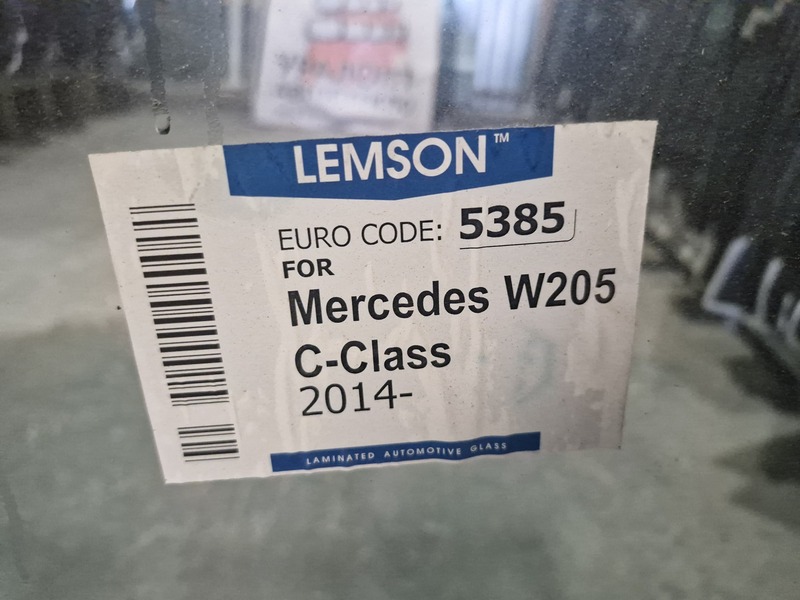 LEMSON™
EURO CODE: 5385
FOR
Mercedes W205
C-Class
2014-
LAMINATED AUTOMOTIVE GLASS